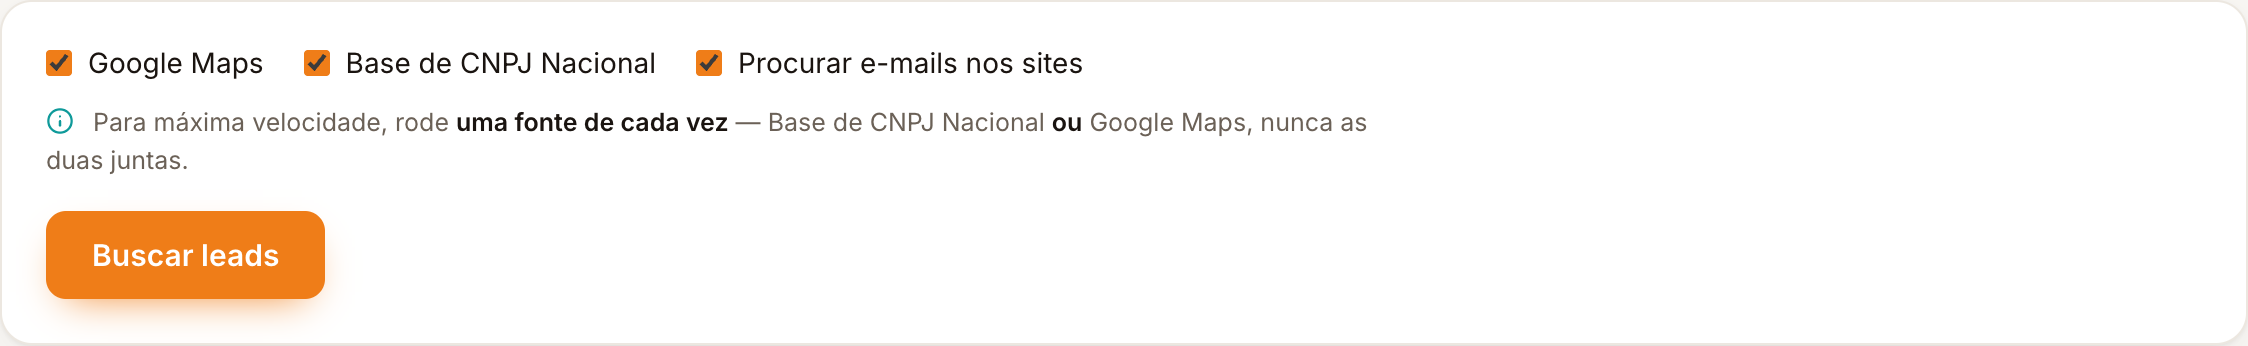 Google Maps Base de CNPJ Nacional Procurar e-mails nos sites
Para máxima velocidade, rode uma fonte de cada vez — Base de CNPJ Nacional ou Google Maps, nunca as
duas juntas.
Buscar leads